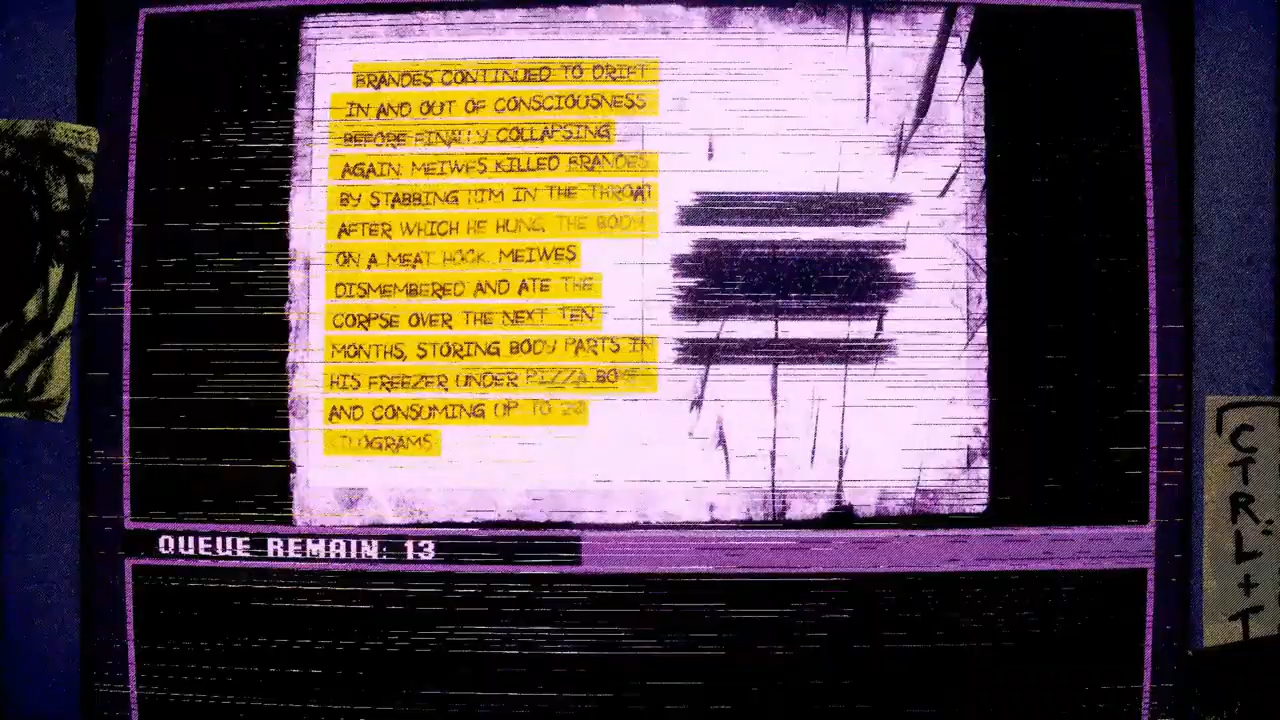 BRANDES CONTINUED TO DRIFT
IN AND OUT OF CONSCIOUSNESS
BEFORE FINALLY COLLAPSING
AGAIN. MEIWES KILLED BRANDES
BY STABBING HIM IN THE THROAT
AFTER WHICH HE HUNG THE BODY
ON A MEAT HOOK. MEIWES
DISMEMBERED AND ATE THE
CORPSE OVER THE NEXT TEN
MONTHS, STORING BODY PARTS IN
HIS FREEZER UNDER PIZZA
AND CONSUMING UP TO 20
KILOGRAMS
QUEUE REMAIN: 13
CTRL+T